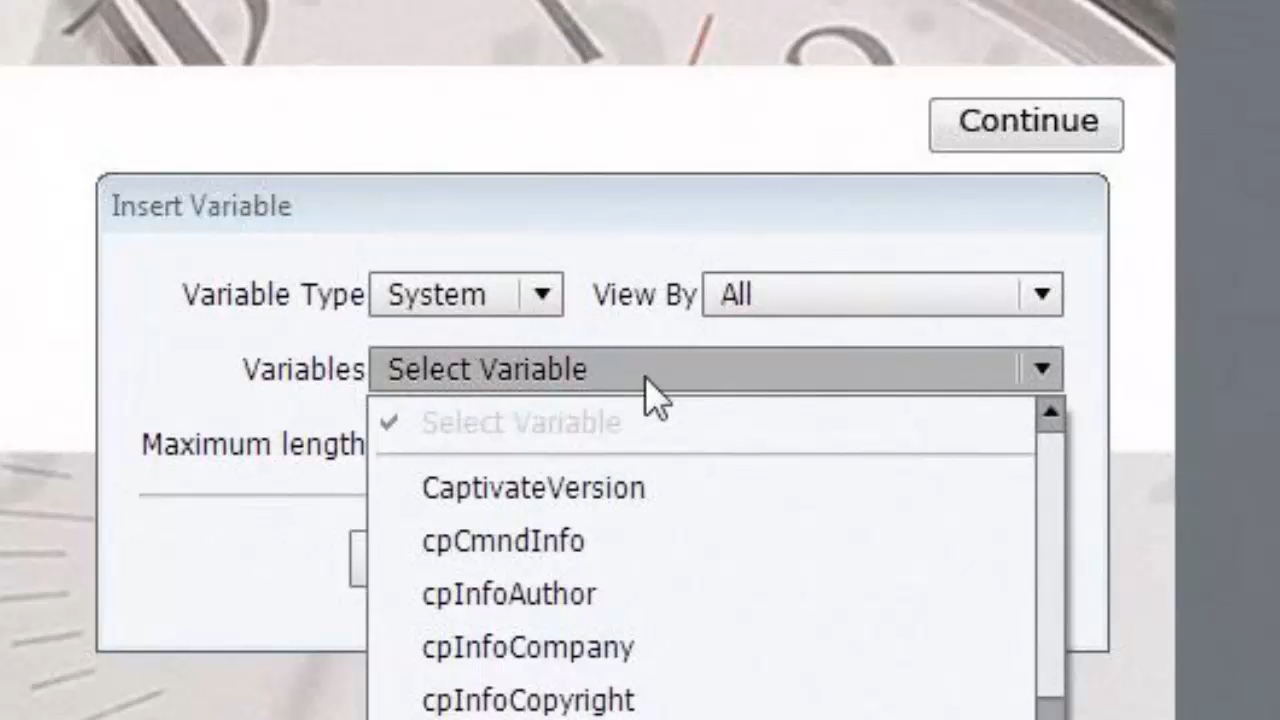 Continue
Insert Variable
Variable Type System View By All
Variables Select Variable
Select Variable
Maximum length
CaptivateVersion
cpCmndInfo
cpInfoAuthor
cpInfoCompany
cpInfoCopyright